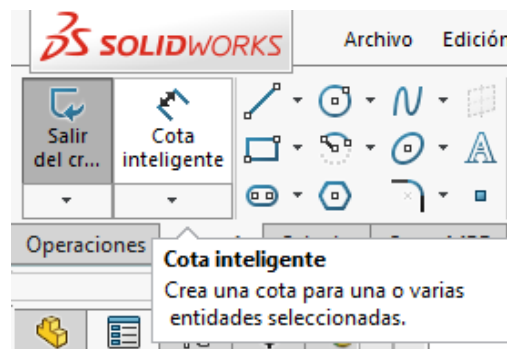 SOLIDWORKS
Archivo Edición
Salir
del cr...
Cota
inteligente
A
Operaciones
Cota inteligente
Crea una cota para una o varias
entidades seleccionadas.